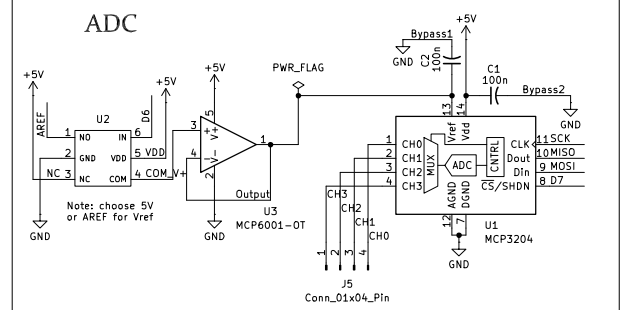 ADC
+5V
Bypass1
GND
C2
100n
C1
100n
Bypass2
GND
PWR_FLAG
+5V
+5V
+5V
AREF
U2
D6
1 NO IN 6
2 GND VDD 5 VDD
NC 3 NC COM 4 COM_V+
GND
Note: choose 5V
or AREF for Vref
3 + V+ 5
4 - V- 2
1
Output
U3
MCP6001-OT
GND
13 14
Vref Vdd
1 CH0
2 CH1
3 CH2
4 CH3
MUX
ADC
CNTRL
CLK 11 SCK
Dout 10 MISO
Din 9 MOSI
CS/SHDN 8 D7
AGND DGND
12 7
U1
MCP3204
GND
CH3
CH2
CH1
CH0
1 2 3 4
J5
Conn_01x04_Pin